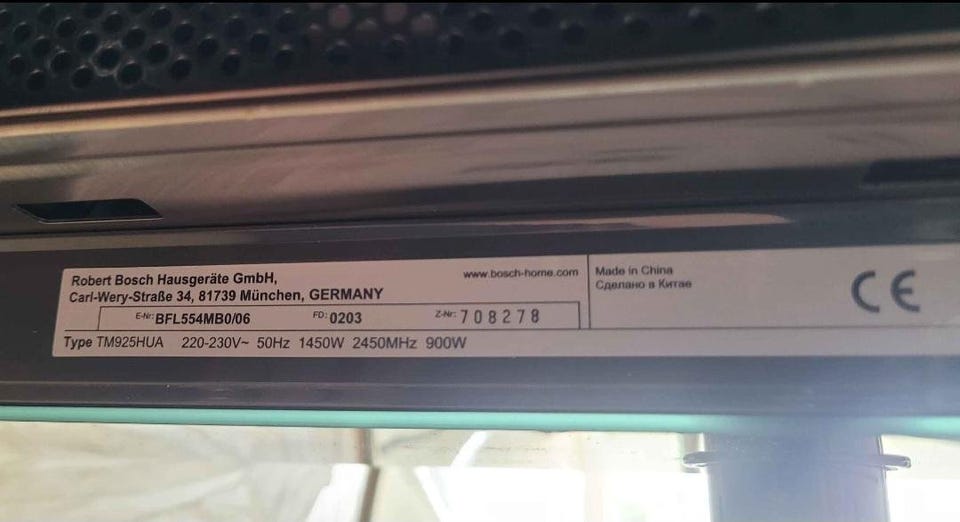 Robert Bosch Hausgeräte GmbH,
www.bosch-home.com
Carl-Wery-Straße 34, 81739 München, GERMANY
E-Nr: BFL554MB0/06 FD: 0203 Z-Nr: 708278
Type TM925HUA 220-230V~ 50Hz 1450W 2450MHz 900W
Made in China
Сделано в Китае
CE